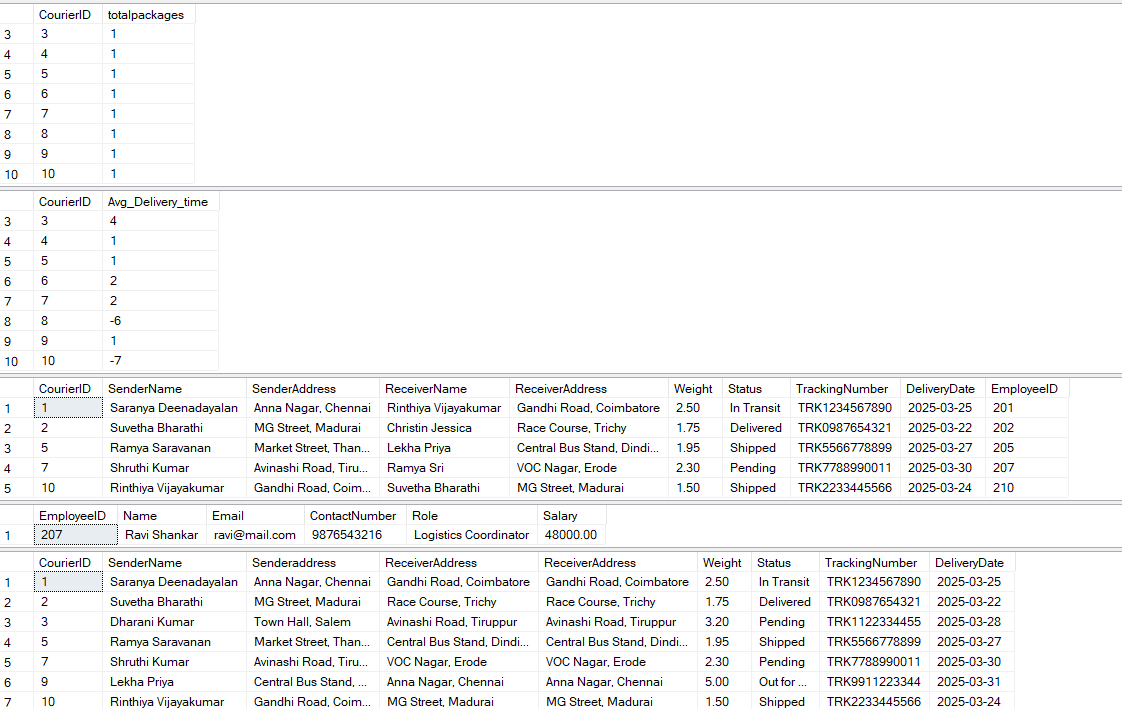 CourierID totalpackages
3 3 1
4 4 1
5 5 1
6 6 1
7 7 1
8 8 1
9 9 1
10 10 1
CourierID Avg_Delivery_time
3 3 4
4 4 1
5 5 1
6 6 2
7 7 2
8 8 -6
9 9 1
10 10 -7
CourierID SenderName SenderAddress ReceiverName ReceiverAddress Weight Status TrackingNumber DeliveryDate EmployeeID
1 1 Saranya Deenadayalan Anna Nagar, Chennai Rinthiya Vijayakumar Gandhi Road, Coimbatore 2.50 In Transit TRK1234567890 2025-03-25 201
2 2 Suvetha Bharathi MG Street, Madurai Christin Jessica Race Course, Trichy 1.75 Delivered TRK0987654321 2025-03-22 202
3 5 Ramya Saravanan Market Street, Than... Lekha Priya Central Bus Stand, Dindi... 1.95 Shipped TRK5566778899 2025-03-27 205
4 7 Shruthi Kumar Avinashi Road, Tiru... Ramya Sri VOC Nagar, Erode 2.30 Pending TRK7788990011 2025-03-30 207
5 10 Rinthiya Vijayakumar Gandhi Road, Coim... Suvetha Bharathi MG Street, Madurai 1.50 Shipped TRK2233445566 2025-03-24 210
EmployeeID Name Email ContactNumber Role Salary
1 207 Ravi Shankar ravi@mail.com 9876543216 Logistics Coordinator 48000.00
CourierID SenderName Senderaddress ReceiverAddress ReceiverAddress Weight Status TrackingNumber DeliveryDate
1 1 Saranya Deenadayalan Anna Nagar, Chennai Gandhi Road, Coimbatore Gandhi Road, Coimbatore 2.50 In Transit TRK1234567890 2025-03-25
2 2 Suvetha Bharathi MG Street, Madurai Race Course, Trichy Race Course, Trichy 1.75 Delivered TRK0987654321 2025-03-22
3 3 Dharani Kumar Town Hall, Salem Avinashi Road, Tiruppur Avinashi Road, Tiruppur 3.20 Pending TRK1122334455 2025-03-28
4 5 Ramya Saravanan Market Street, Than... Central Bus Stand, Dindi... Central Bus Stand, Dindi... 1.95 Shipped TRK5566778899 2025-03-27
5 7 Shruthi Kumar Avinashi Road, Tiru... VOC Nagar, Erode VOC Nagar, Erode 2.30 Pending TRK7788990011 2025-03-30
6 9 Lekha Priya Central Bus Stand, ... Anna Nagar, Chennai Anna Nagar, Chennai 5.00 Out for ... TRK9911223344 2025-03-31
7 10 Rinthiya Vijayakumar Gandhi Road, Coim... MG Street, Madurai MG Street, Madurai 1.50 Shipped TRK2233445566 2025-03-24